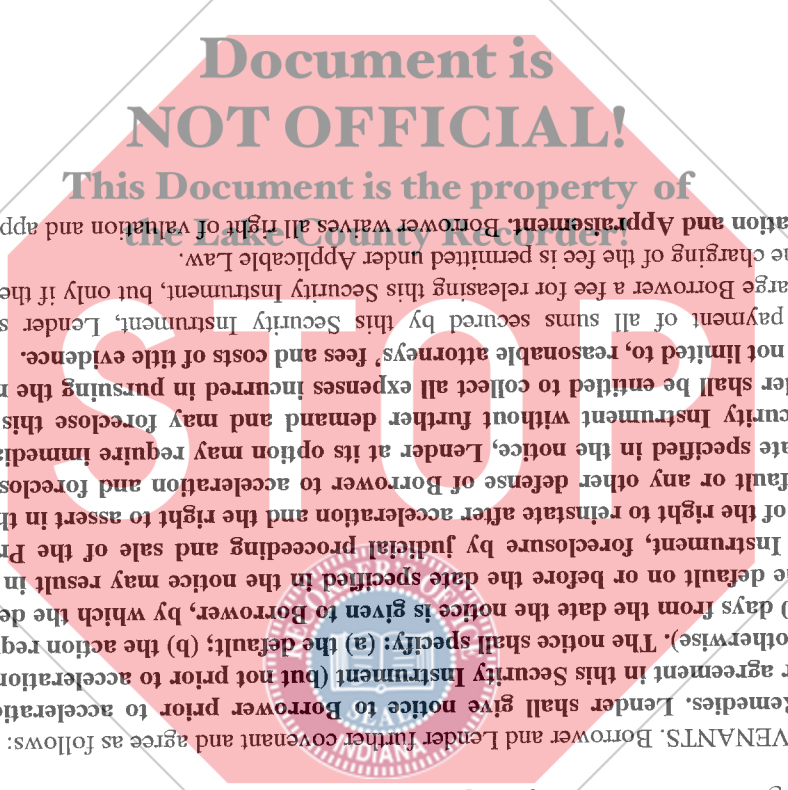 Document is
NOT OFFICIAL!
This Document is the property of
the Lake County Recorder!
STOP
RECORDER'S OFFICE
SEAL
INDIANA
VENANTS. Borrower and Lender further covenant and agree as follows:
Remedies. Lender shall give notice to Borrower prior to acceleratio
r agreement in this Security Instrument (but not prior to acceleration
otherwise). The notice shall specify: (a) the default; (b) the action requ
0 days from the date the notice is given to Borrower, by which the de
he default on or before the date specified in the notice may result in
Instrument, foreclosure by judicial proceeding and sale of the Pr
of the right to reinstate after acceleration and the right to assert in th
fault or any other defense of Borrower to acceleration and foreclos
ate specified in the notice, Lender at its option may require immedia
curity Instrument without further demand and may foreclose this
der shall be entitled to collect all expenses incurred in pursuing the r
not limited to, reasonable attorneys' fees and costs of title evidence.
payment of all sums secured by this Security Instrument, Lender s
arge Borrower a fee for releasing this Security Instrument, but only if the
he charging of the fee is permitted under Applicable Law.
ation and Appraisement. Borrower waives all right of valuation and app